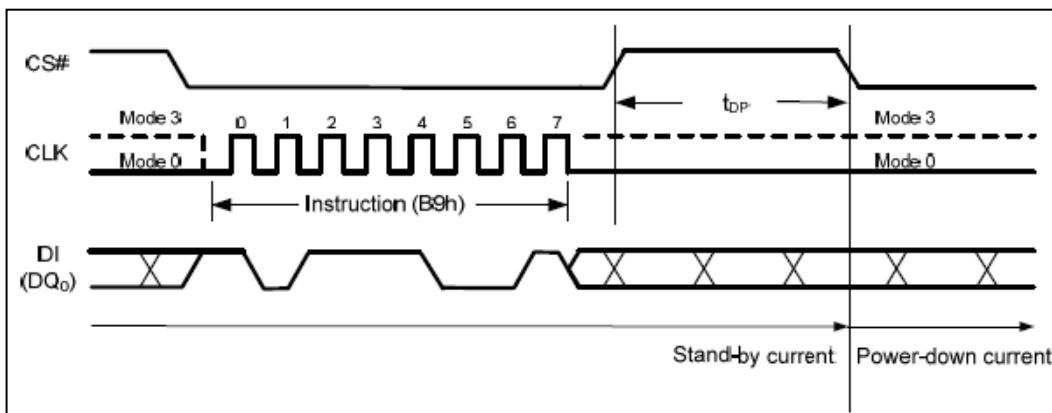 CS#
t_DP
Mode 3
Mode 3
0 1 2 3 4 5 6 7
CLK
Mode 0
Mode 0
Instruction (B9h)
DI
(DQ₀)
Stand-by current
Power-down current